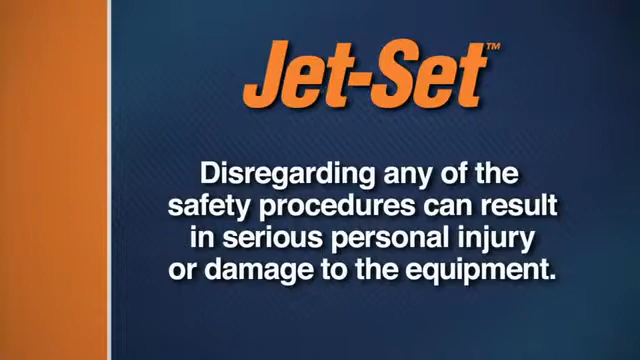 Jet-Set™
Disregarding any of the
safety procedures can result
in serious personal injury
or damage to the equipment.